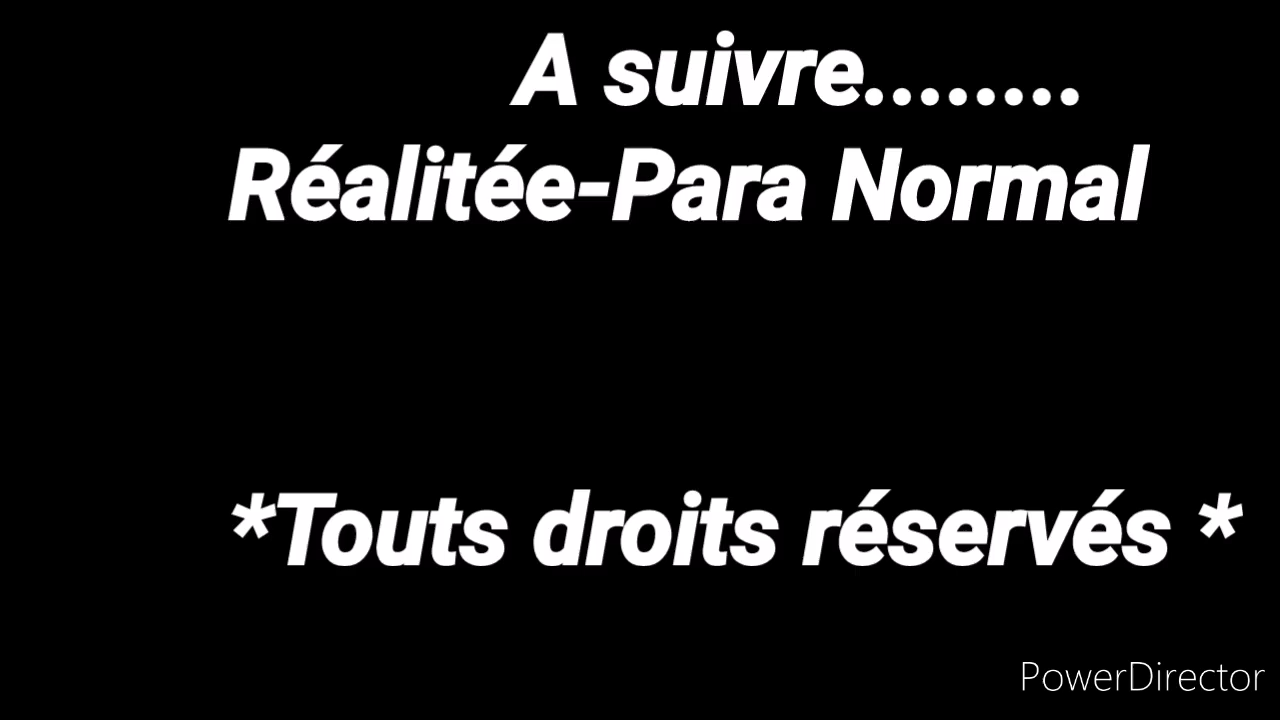 A suivre........
Réalitée-Para Normal
*Touts droits réservés *
PowerDirector